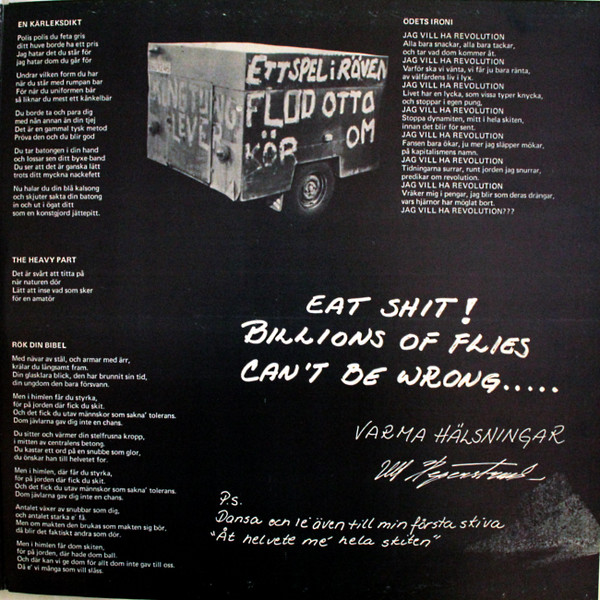 EN KÄRLEKSDIKT
Polis polis du feta gris
ditt huve borde ha ett pris
Jag hatar det du står för
jag hatar dom du går för
Undrar vilken form du har
när du står med rumpan bar
För när du uniformen bär
så liknar du mest ett kånkelbär
Du borde ta och para dig
med nån annan än din tjej
Det är en gammal tysk metod
Pröva den och du blir god
Du tar batongen i din hand
och lossar sen ditt byxe-band
Du ser att det är ganska lätt
trots ditt myckna nackefett
Nu halar du din blå kalsong
och skjuter sakta din batong
in och ut i ögat ditt
som en konstgjord jättepitt.
THE HEAVY PART
Det är svårt att titta på
när naturen dör
Lätt att inse vad som sker
för en amatör
RÖK DIN BIBEL
Med nävar av stål, och armar med ärr,
krälar du långsamt fram.
Din glasklara blick, den har brunnit sin tid,
din ungdom den bara försvann.
Men i himlen får du styrka,
för på jorden där fick du skit.
Och det fick du utav människor som sakna' tolerans.
Dom jävlarna gav dig inte en chans.
Du sitter och värmer din stelfrusna kropp,
i mitten av centralens betong.
Du kastar ett ord på en snubbe som glor,
du önskar han till helvetet for.
Men i himlen, där får du styrka,
för på jorden där fick du skit.
Och det fick du utav människor som sakna' tolerans.
Dom jävlarna gav dig inte en chans.
Antalet växer av snubbar som dig,
och antalet starka e' få.
Men om makten den brukas som makten sig bör,
då blir det faktiskt andra som dör.
Men i himlen får dom skiten,
för på jorden, där hade dom ball.
Och där kan vi ge dom för allt dom inte gav till oss.
Då e' vi många som vill slåss.
ETT SPEL i RÄVEN
FLOD OTTO
KÖR OM
ÖDETS IRONI
JAG VILL HA REVOLUTION
Alla bara snackar, alla bara tackar,
och tar vad dom kommer åt.
JAG VILL HA REVOLUTION
Varför ska vi vänta, vi får ju bara ränta,
av välfärdens liv i lyx.
JAG VILL HA REVOLUTION
Livet har en lycka, som vissa typer knycka,
och stoppar i egen pung.
JAG VILL HA REVOLUTION
Stoppa dynamiten, mitt i hela skiten,
innan det blir för sent.
JAG VILL HA REVOLUTION
Fansen bara ökar, ju mer jag släpper mökar,
på kapitalismens namn.
JAG VILL HA REVOLUTION
Tidningarna surrar, runt jorden jag snurrar,
predikar om revolution.
JAG VILL HA REVOLUTION
Vräker mig i pengar, jag blir som deras drängar,
vars hjärnor har möglat bort.
JAG VILL HA REVOLUTION???
EAT SHIT!
BILLIONS OF FLIES
CAN'T BE WRONG.....
VARMA HÄLSNINGAR
P.S.
Dansa och le även till min första skiva
"Åt helvete me' hela skiten"